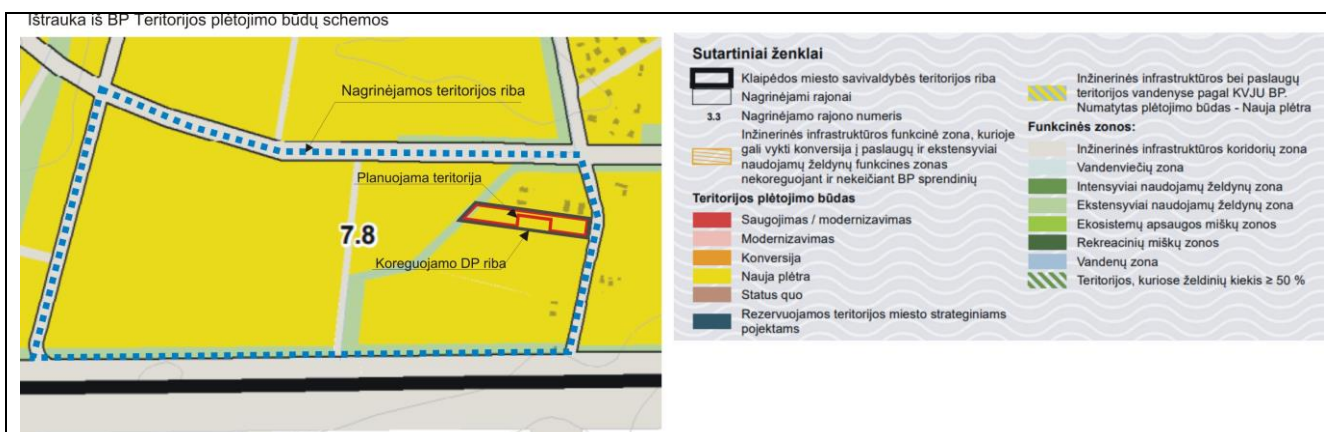 Ištrauka iš BP Teritorijos plėtojimo būdų schemos
Nagrinėjamos teritorijos riba
Planuojama teritorija
7.8
Koreguojamo DP riba
Sutartiniai ženklai
Klaipėdos miesto savivaldybės teritorijos riba
Nagrinėjami rajonai
3.3 Nagrinėjamo rajono numeris
Inžinerinės infrastruktūros funkcinė zona, kurioje
gali vykti konversija į paslaugų ir ekstensyviai
naudojamų želdynų funkcines zonas
nekoreguojant ir nekeičiant BP sprendinių
Teritorijos plėtojimo būdas
Saugojimas / modernizavimas
Modernizavimas
Konversija
Nauja plėtra
Status quo
Rezervuojamos teritorijos miesto strateginiams
pojektams
Inžinerinės infrastruktūros bei paslaugų
teritorijos vandenyse pagal KVJU BP.
Numatytas plėtojimo būdas - Nauja plėtra
Funkcinės zonos:
Inžinerinės infrastruktūros koridorių zona
Vandenviečių zona
Intensyviai naudojamų želdynų zona
Ekstensyviai naudojamų želdynų zona
Ekosistemų apsaugos miškų zonos
Rekreacinių miškų zonos
Vandenų zona
Teritorijos, kuriose želdinių kiekis ≥ 50 %